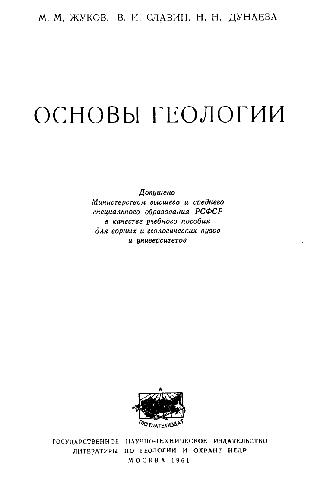 М. М. ЖУКОВ, В. И. СЛАВИН, Н. Н. ДУНАЕВА
ОСНОВЫ ГЕОЛОГИИ
Допущено
Министерством высшего и среднего
специального образования РСФСР
в качестве учебного пособия
для горных и геологических вузов
и университетов
ГОСГЕОЛТЕХИЗДАТ
ГОСУДАРСТВЕННОЕ НАУЧНО-ТЕХНИЧЕСКОЕ ИЗДАТЕЛЬСТВО
ЛИТЕРАТУРЫ ПО ГЕОЛОГИИ И ОХРАНЕ НЕДР
МОСКВА 1961